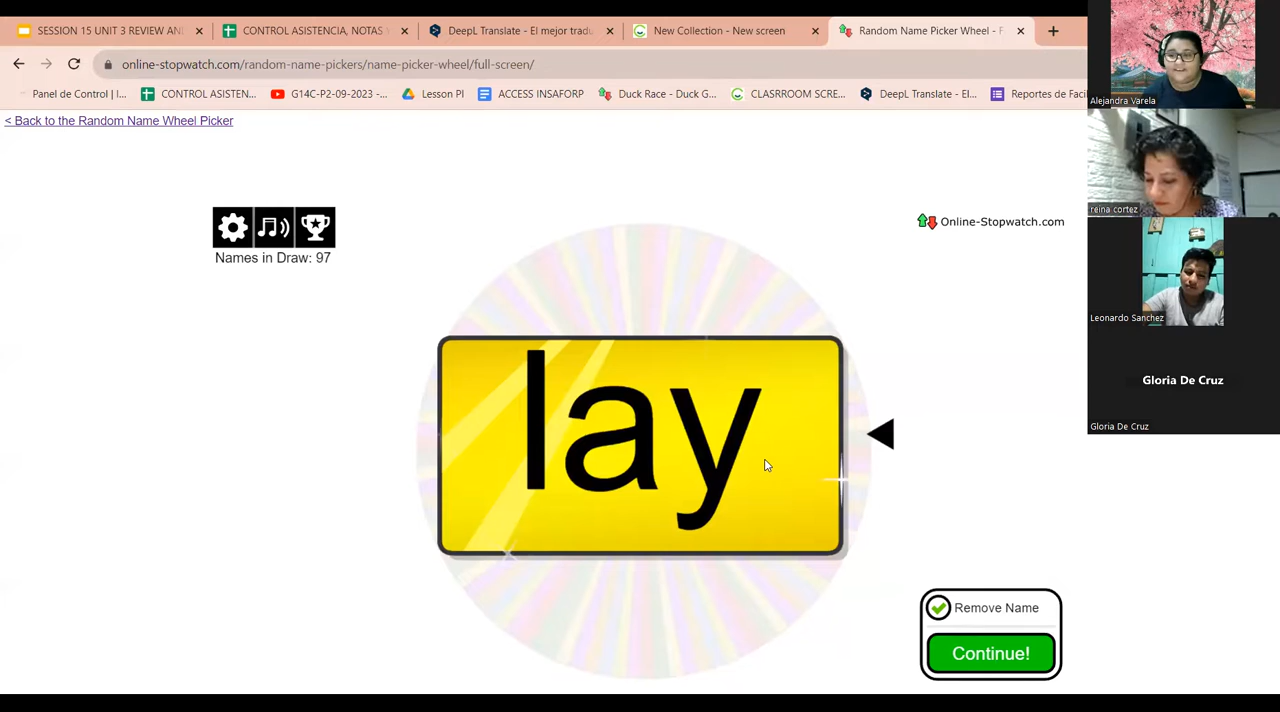 SESSION 15 UNIT 3 REVIEW AN
CONTROL ASISTENCIA, NOTAS
DeepL Translate - El mejor tradu
New Collection - New screen
Random Name Picker Wheel - F
online-stopwatch.com/random-name-pickers/name-picker-wheel/full-screen/
Panel de Control | I...
CONTROL ASISTEN...
G14C-P2-09-2023 -...
Lesson Pl
ACCESS INSAFORP
Duck Race - Duck G...
CLASRROOM SCRE...
DeepL Translate - El...
Reportes de Facil
< Back to the Random Name Wheel Picker
Names in Draw: 97
Online-Stopwatch.com
lay
Remove Name
Continue!
Alejandra Varela
reina cortez
Leonardo Sanchez
Gloria De Cruz
Gloria De Cruz